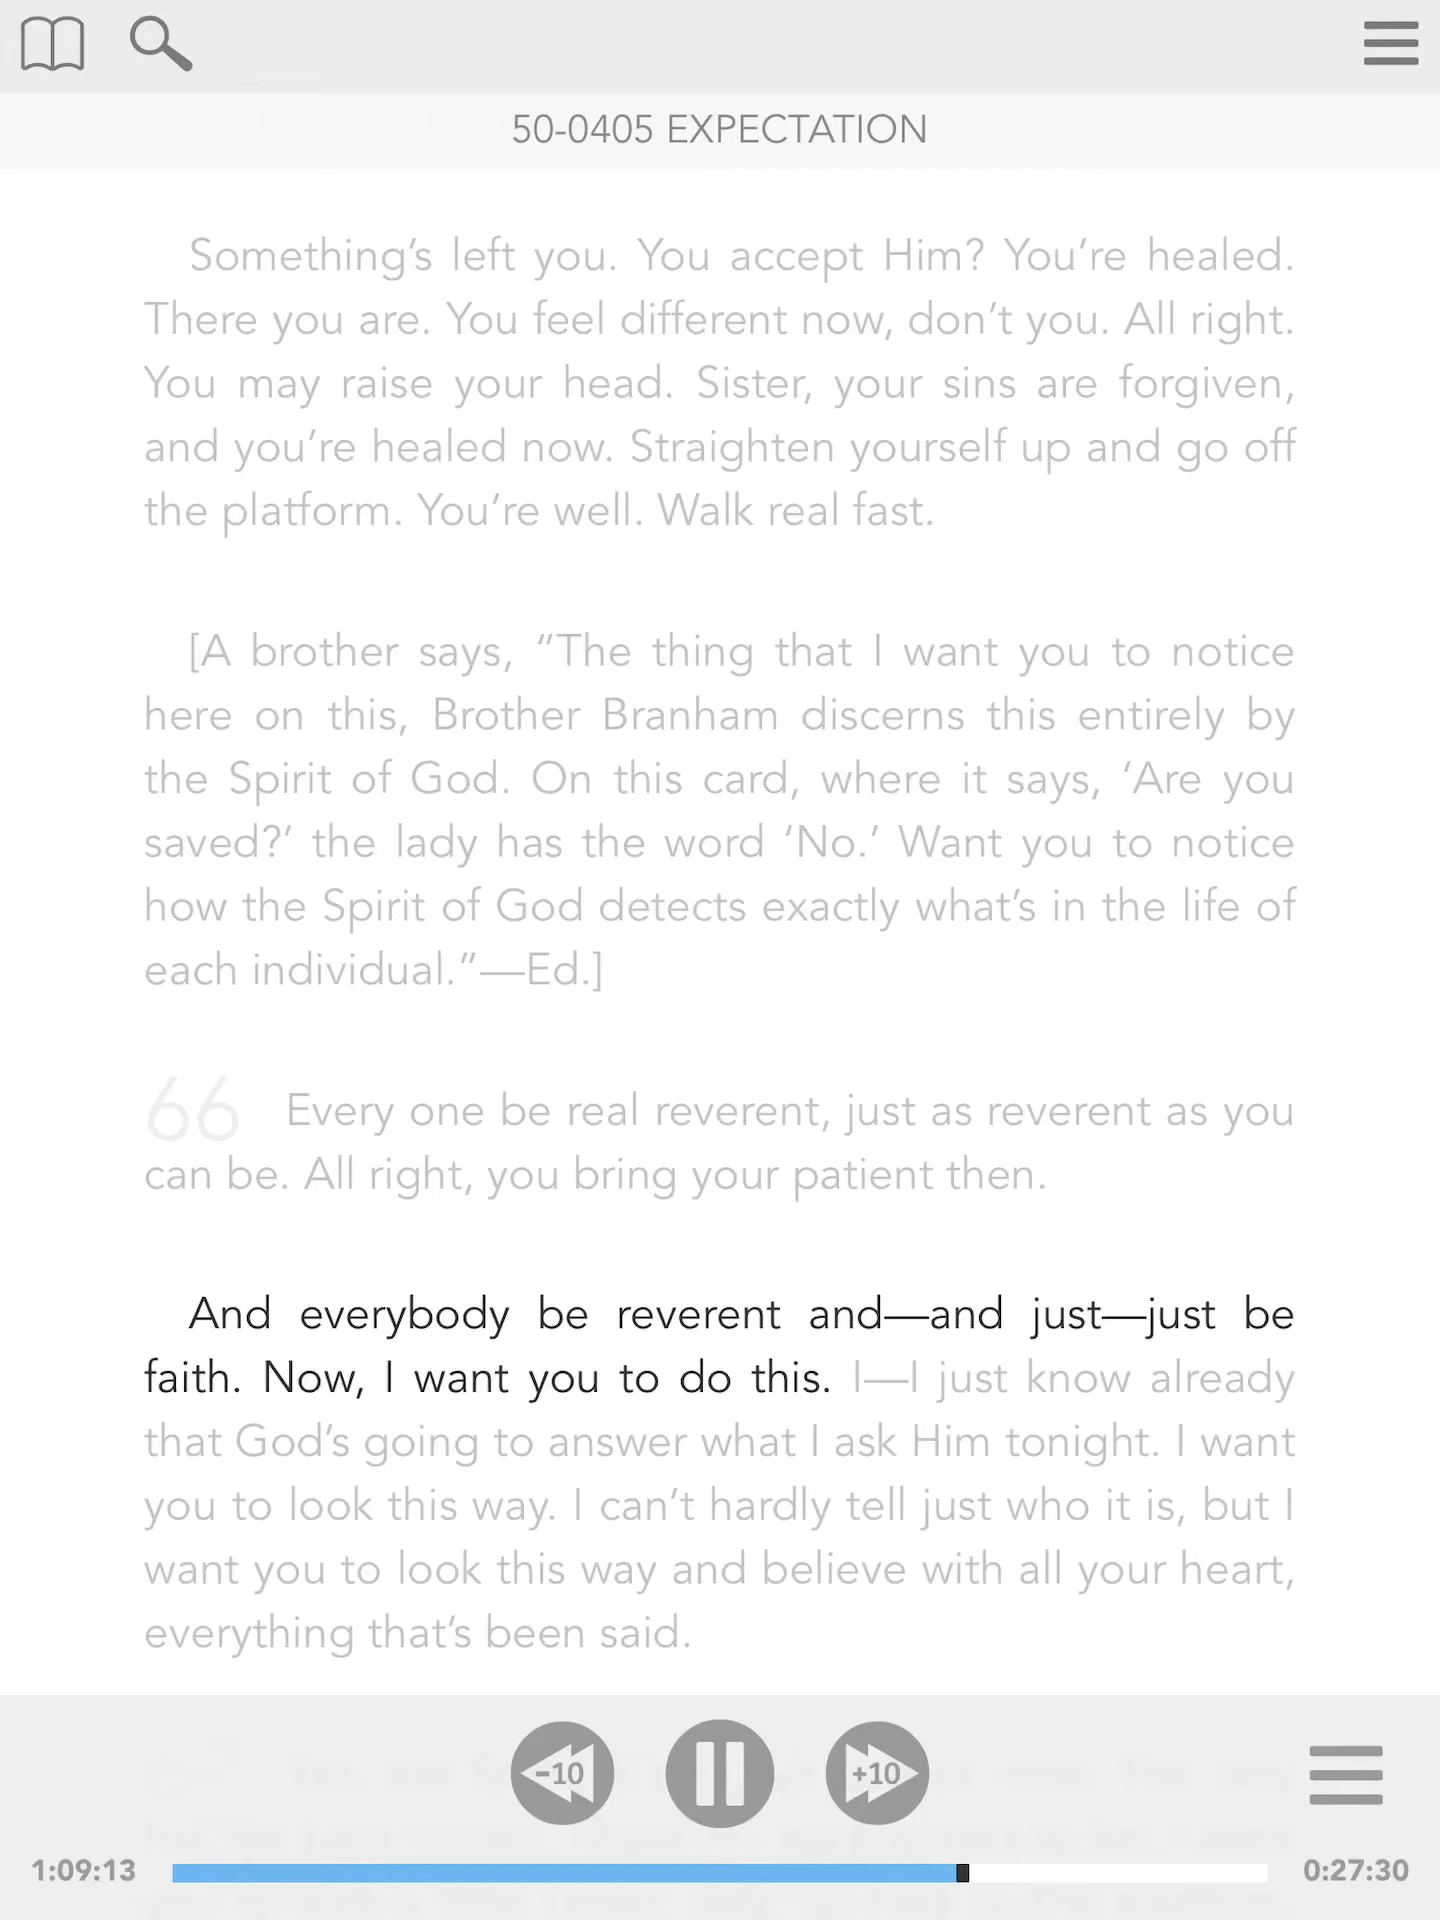 50-0405 EXPECTATION
Something’s left you. You accept Him? You’re healed.
There you are. You feel different now, don’t you. All right.
You may raise your head. Sister, your sins are forgiven,
and you’re healed now. Straighten yourself up and go off
the platform. You’re well. Walk real fast.
[A brother says, “The thing that I want you to notice
here on this, Brother Branham discerns this entirely by
the Spirit of God. On this card, where it says, ‘Are you
saved?’ the lady has the word ‘No.’ Want you to notice
how the Spirit of God detects exactly what’s in the life of
each individual.”—Ed.]
66 Every one be real reverent, just as reverent as you
can be. All right, you bring your patient then.
And everybody be reverent and—and just—just be
faith. Now, I want you to do this. I—I just know already
that God’s going to answer what I ask Him tonight. I want
you to look this way. I can’t hardly tell just who it is, but I
want you to look this way and believe with all your heart,
everything that’s been said.
-10 +10
1:09:13 0:27:30